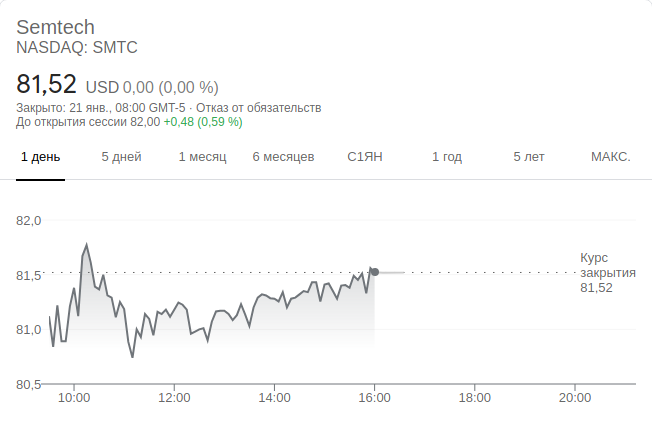 Semtech
NASDAQ: SMTC
81,52 USD 0,00 (0,00 %)
Закрыто: 21 янв., 08:00 GMT-5 · Отказ от обязательств
До открытия сессии 82,00 +0,48 (0,59 %)
1 день 5 дней 1 месяц 6 месяцев С1ЯН 1 год 5 лет МАКС.
82,0
Курс
81,5 закрытия
81,52
81,0
80,5
10:00 12:00 14:00 16:00 18:00 20:00